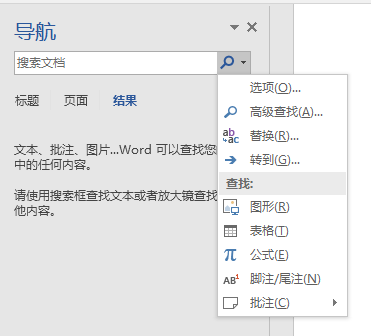 导航
搜索文档
标题 页面 结果
文本、批注、图片...Word 可以查找您
中的任何内容。
请使用搜索框查找文本或者放大镜查找
他内容。
选项(O)...
高级查找(A)...
替换(R)...
转到(G)...
查找:
图形(R)
表格(T)
公式(E)
脚注/尾注(N)
批注(C)